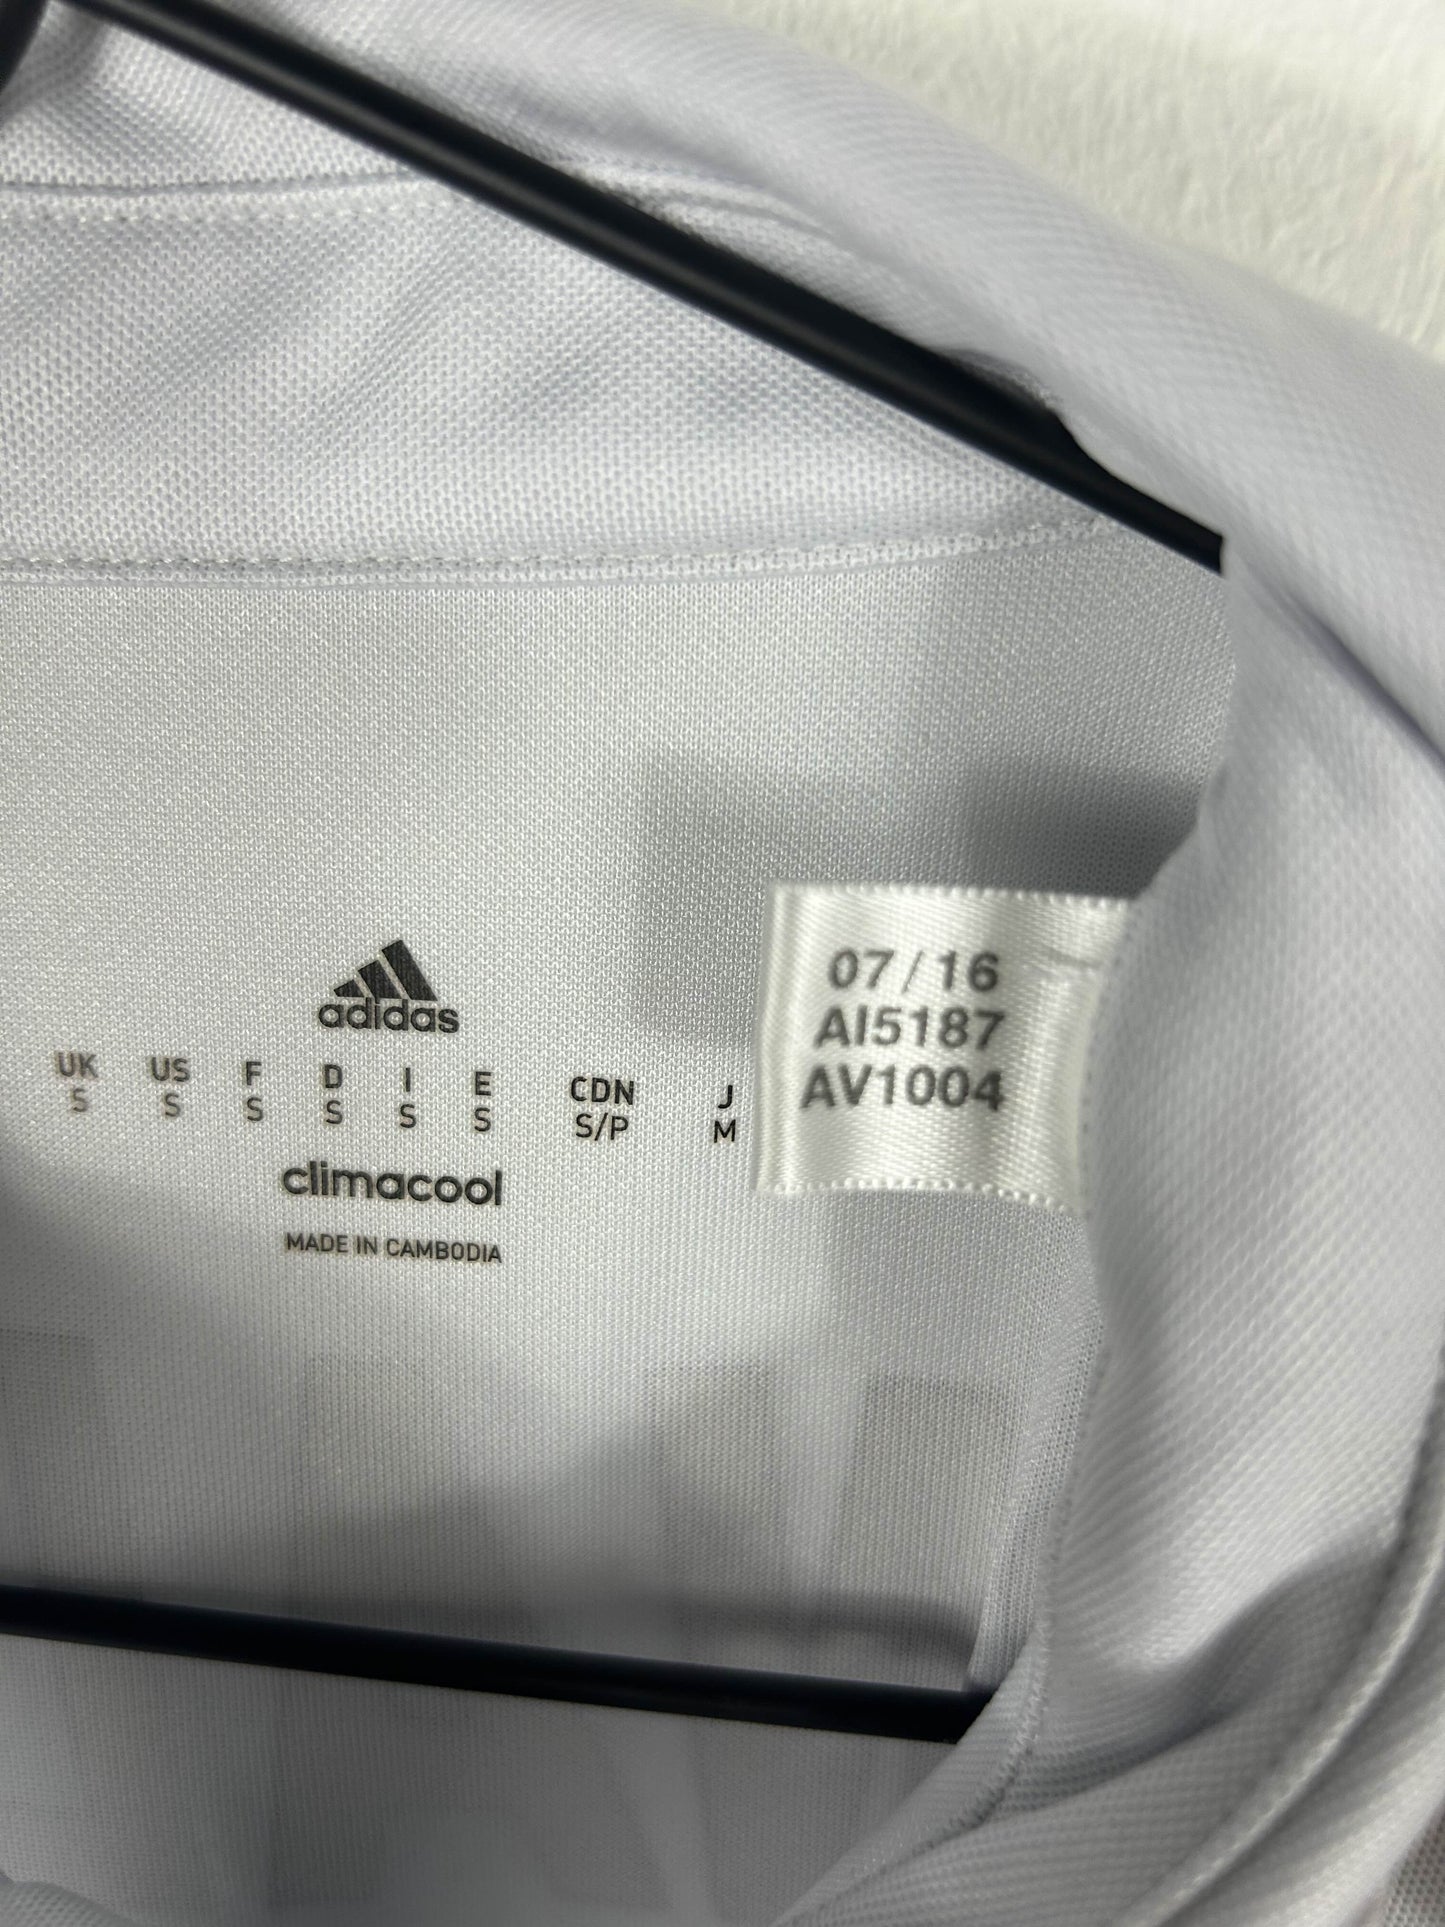 adidas
UK US F D I E CDN J
S S S S S S S/P M
climacool
MADE IN CAMBODIA
07/16
AI5187
AV1004